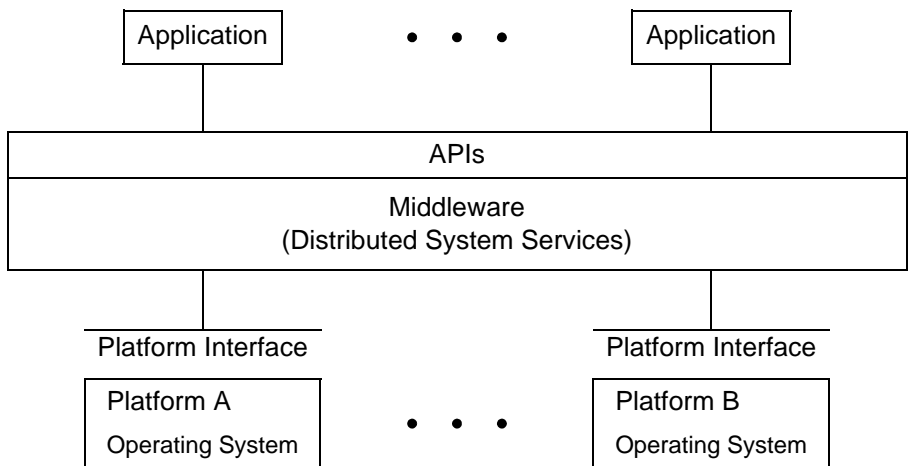 Application
Application
APIs
Middleware
(Distributed System Services)
Platform Interface
Platform Interface
Platform A
Operating System
Platform B
Operating System